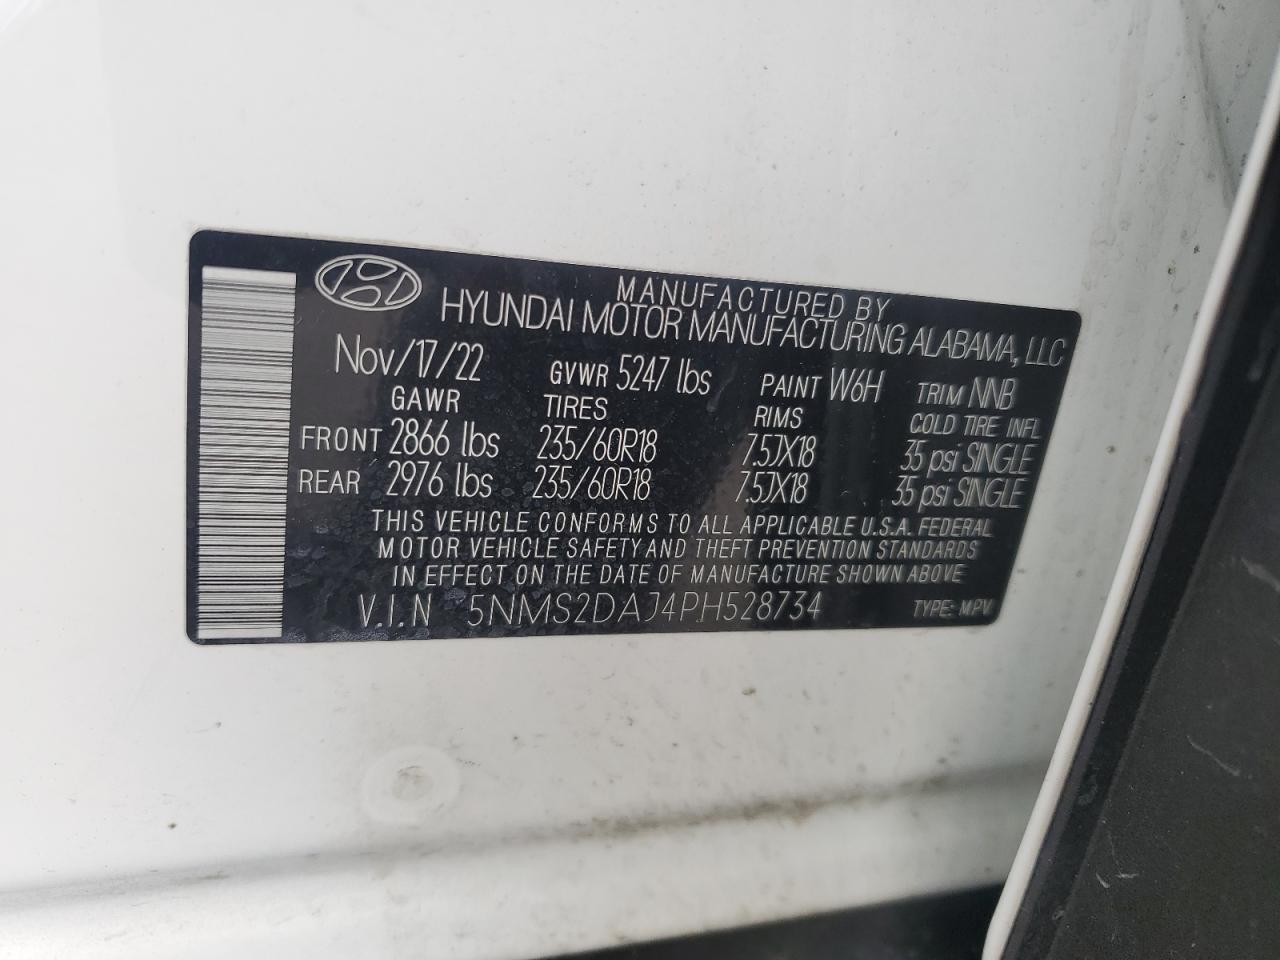 MANUFACTURED BY
HYUNDAI MOTOR MANUFACTURING ALABAMA, LLC
Nov/17/22 GVWR 5247 lbs PAINT W6H TRIM NNB
GAWR TIRES RIMS COLD TIRE INFL
FRONT 2866 lbs 235/60R18 7.5JX18 35 psi SINGLE
REAR 2976 lbs 235/60R18 7.5JX18 35 psi SINGLE
THIS VEHICLE CONFORMS TO ALL APPLICABLE U.S.A. FEDERAL
MOTOR VEHICLE SAFETY AND THEFT PREVENTION STANDARDS
IN EFFECT ON THE DATE OF MANUFACTURE SHOWN ABOVE
V.I.N 5NMS2DAJ4PH528734 TYPE: MPV